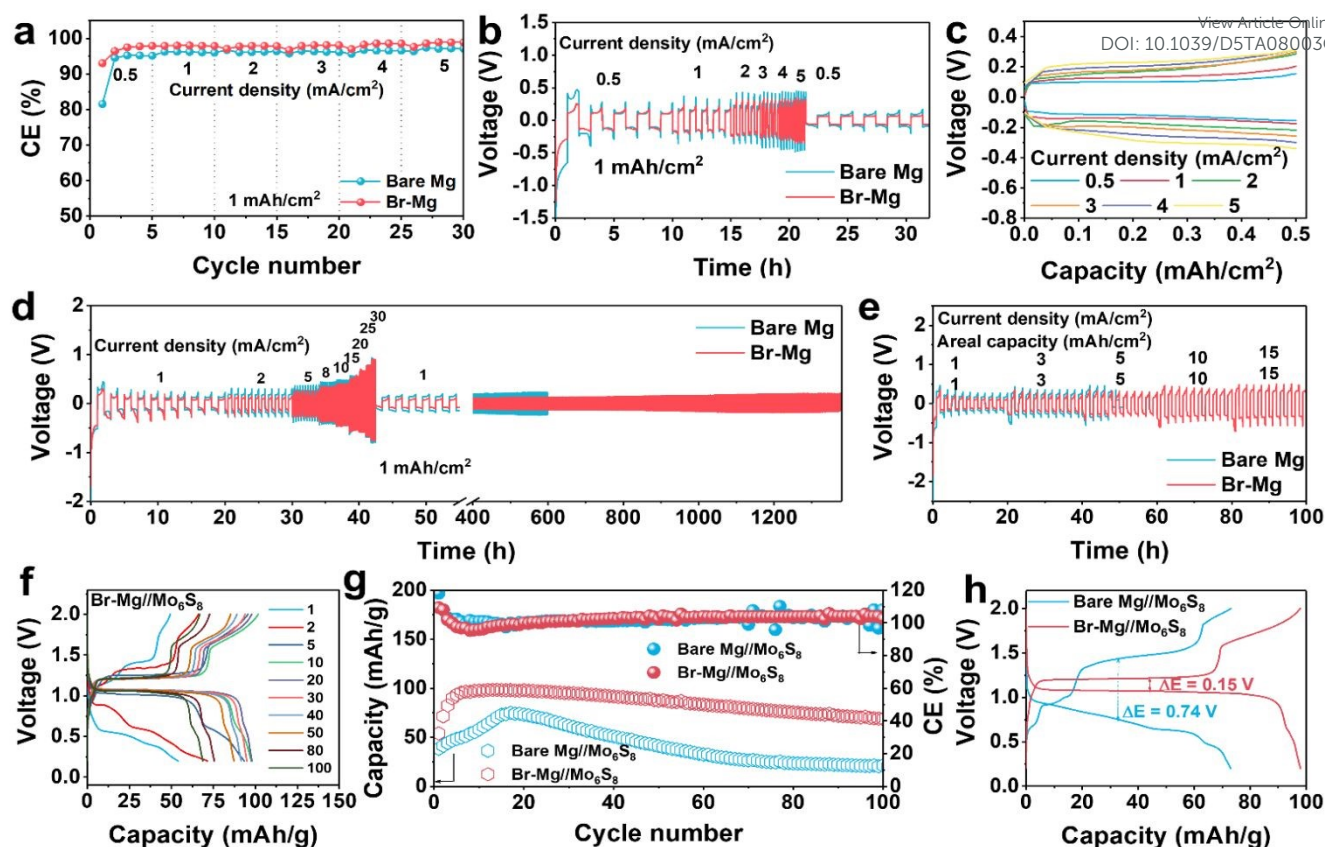 View Article Onlin
DOI: 10.1039/D5TA08003
a
CE (%)
100
90
80
70
60
50
0.5 1 2 3 4 5
Current density (mA/cm²)
1 mAh/cm²
Bare Mg
Br-Mg
0 5 10 15 20 25 30
Cycle number
b
Voltage (V)
1.5
1.0
0.5
0.0
-0.5
-1.0
-1.5
Current density (mA/cm²)
0.5 1 2 3 4 5 0.5
1 mAh/cm²
Bare Mg
Br-Mg
0 5 10 15 20 25 30
Time (h)
c
Voltage (V)
0.6
0.4
0.2
0.0
-0.2
-0.4
-0.6
-0.8
Current density (mA/cm²)
0.5 1 2
3 4 5
0.0 0.1 0.2 0.3 0.4 0.5
Capacity (mAh/cm²)
d
Voltage (V)
2
1
0
-1
-2
Current density (mA/cm²)
1 2 5 8 10 15 20 25 30 1
1 mAh/cm²
Bare Mg
Br-Mg
0 10 20 30 40 50 400 600 800 1000 1200
Time (h)
e
Voltage (V)
2
1
0
-1
-2
Current density (mA/cm²)
Areal capacity (mAh/cm²)
1 3 5 10 15
1 3 5 10 15
Bare Mg
Br-Mg
0 20 40 60 80 100
Time (h)
f
Voltage (V)
2.0
1.5
1.0
0.5
0.0
Br-Mg//Mo₆S₈
1
2
5
10
20
30
40
50
80
100
0 25 50 75 100 150
Capacity (mAh/g)
g
Capacity (mAh/g)
200
175
150
100
50
0
CE (%)
120
100
80
60
40
20
0
Bare Mg//Mo₆S₈
Br-Mg//Mo₆S₈
Bare Mg//Mo₆S₈
Br-Mg//Mo₆S₈
0 20 40 60 80 100
Cycle number
h
Voltage (V)
2.0
1.5
1.0
0.5
0.0
Bare Mg//Mo₆S₈
Br-Mg//Mo₆S₈
ΔE = 0.15 V
ΔE = 0.74 V
0 20 40 60 80 100
Capacity (mAh/g)